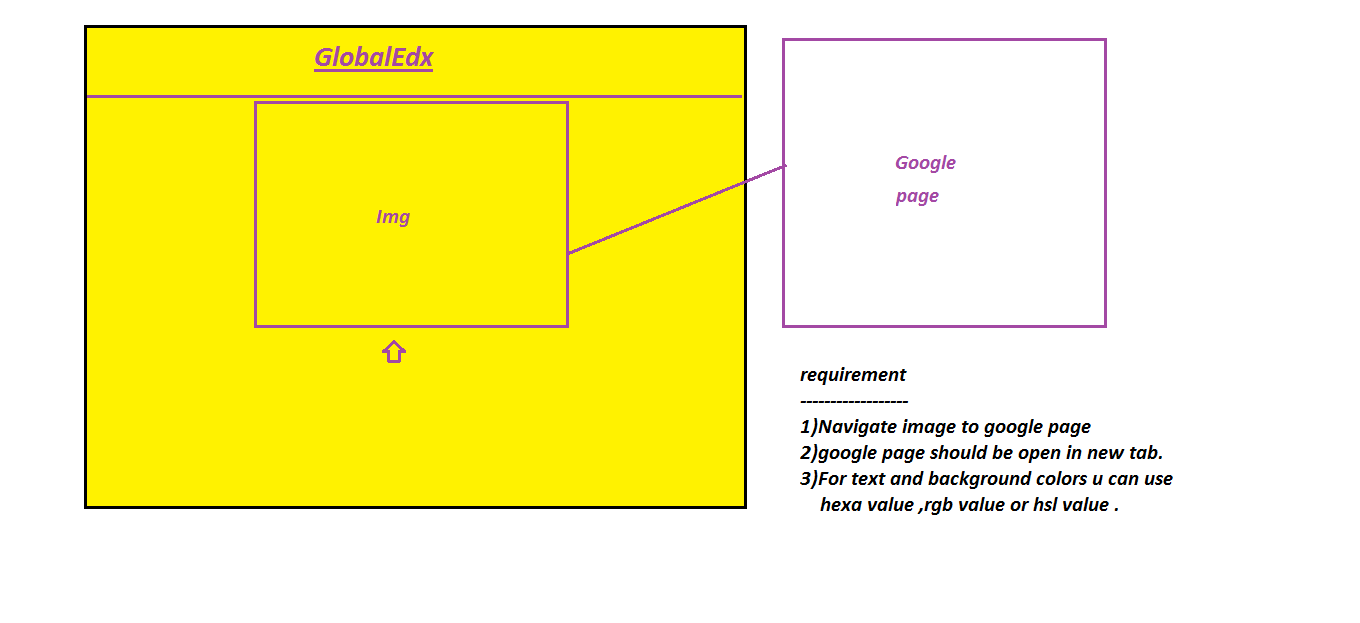 GlobalEdx
Img
Google
page
requirement
------------------
1)Navigate image to google page
2)google page should be open in new tab.
3)For text and background colors u can use
hexa value ,rgb value or hsl value .